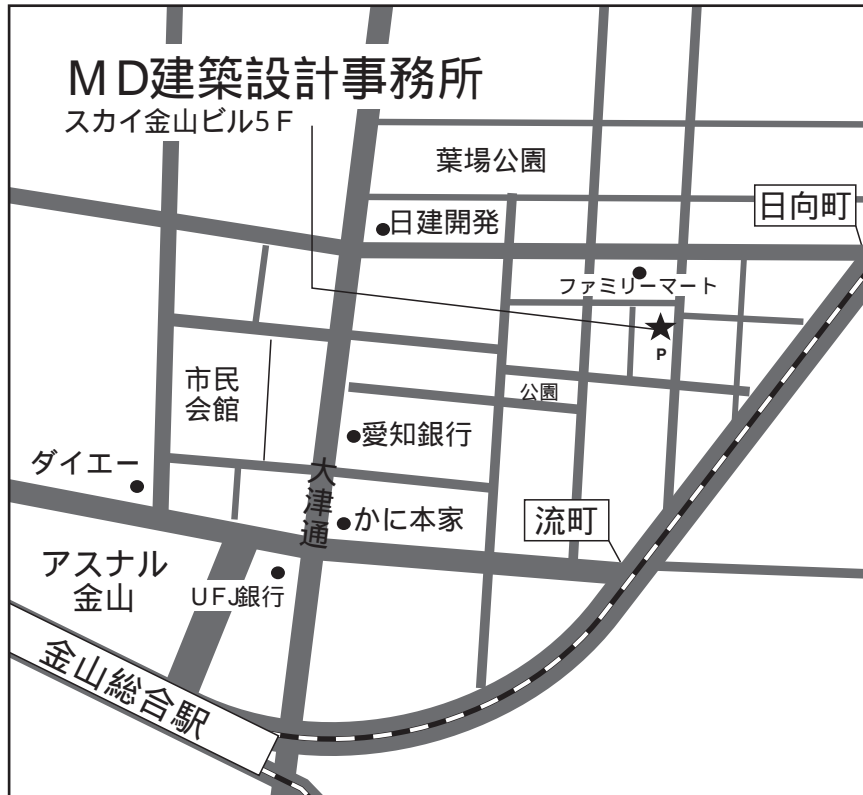 MD建築設計事務所
スカイ金山ビル5F
葉場公園
日向町
日建開発
ファミリーマート
P
市民
会館
公園
愛知銀行
ダイエー
大津通
かに本家
流町
アスナル
金山
UFJ銀行
金山総合駅